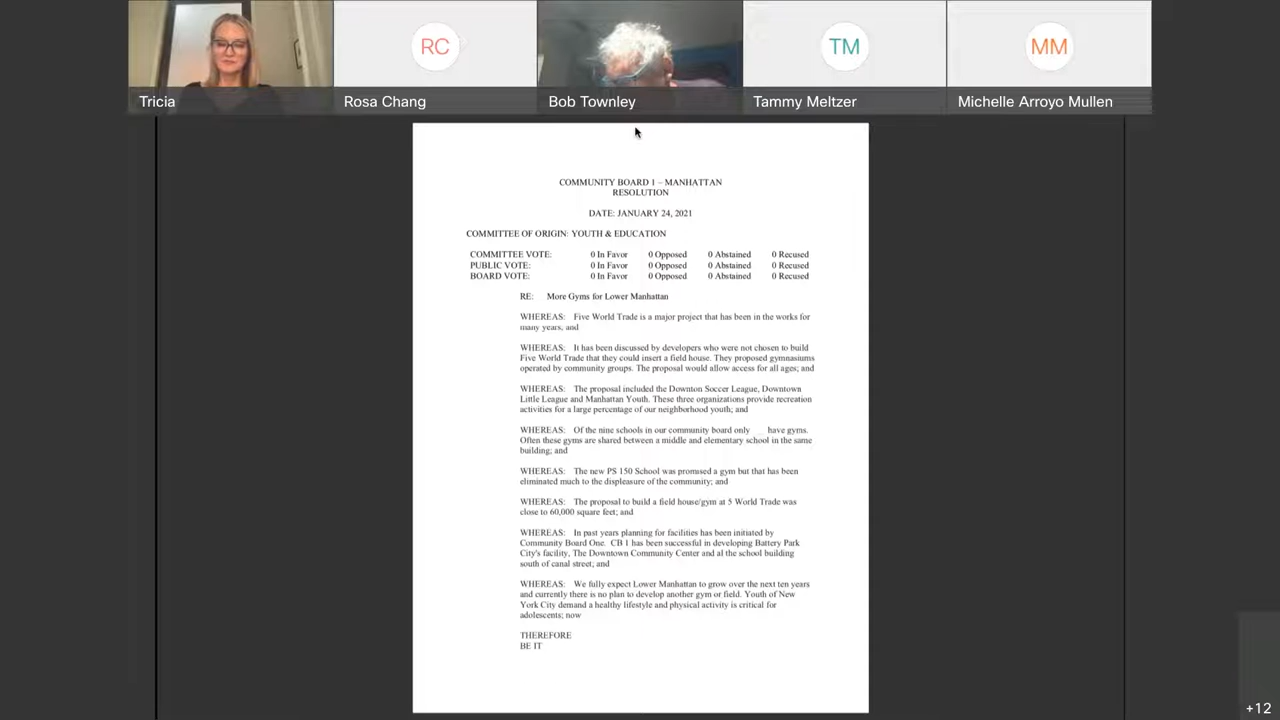 RC
TM
MM
Tricia
Rosa Chang
Bob Townley
Tammy Meltzer
Michelle Arroyo Mullen
COMMUNITY BOARD 1 – MANHATTAN
RESOLUTION
DATE: JANUARY 24, 2021
COMMITTEE OF ORIGIN: YOUTH & EDUCATION
COMMITTEE VOTE: 0 In Favor 0 Opposed 0 Abstained 0 Recused
PUBLIC VOTE: 0 In Favor 0 Opposed 0 Abstained 0 Recused
BOARD VOTE: 0 In Favor 0 Opposed 0 Abstained 0 Recused
RE: More Gyms for Lower Manhattan
WHEREAS: Five World Trade is a major project that has been in the works for
many years, and
WHEREAS: It has been discussed by developers who were not chosen to build
Five World Trade that they could insert a field house. They proposed gymnasiums
operated by community groups. The proposal would allow access for all ages; and
WHEREAS: The proposal included the Downton Soccer League, Downtown
Little League and Manhattan Youth. These three organizations provide recreation
activities for a large percentage of our neighborhood youth; and
WHEREAS: Of the nine schools in our community board only __ have gyms.
Often these gyms are shared between a middle and elementary school in the same
building; and
WHEREAS: The new PS 150 School was promised a gym but that has been
eliminated much to the displeasure of the community; and
WHEREAS: The proposal to build a field house/gym at 5 World Trade was
close to 60,000 square feet; and
WHEREAS: In past years planning for facilities has been initiated by
Community Board One. CB 1 has been successful in developing Battery Park
City's facility, The Downtown Community Center and al the school building
south of canal street; and
WHEREAS: We fully expect Lower Manhattan to grow over the next ten years
and currently there is no plan to develop another gym or field. Youth of New
York City demand a healthy lifestyle and physical activity is critical for
adolescents; now
THEREFORE
BE IT
+12